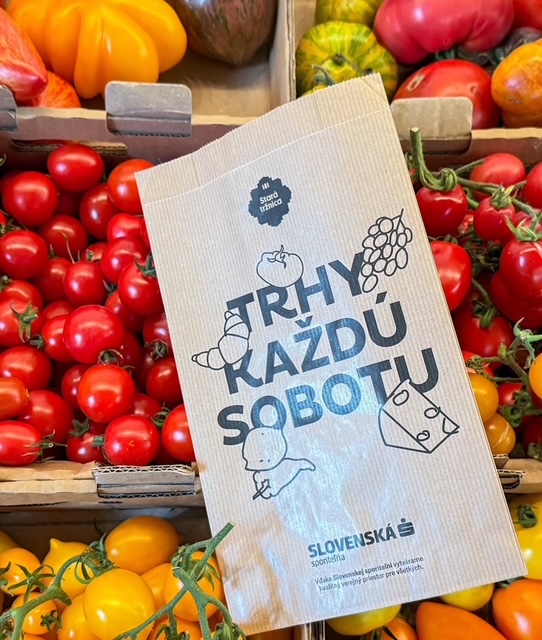 Stará
tržnica
TRHY
KAŽDÚ
SOBOTU
SLOVENSKÁ
sporiteľňa
Vďaka Slovenskej sporiteľni vytvárame
kvalitný verejný priestor pre všetkých.